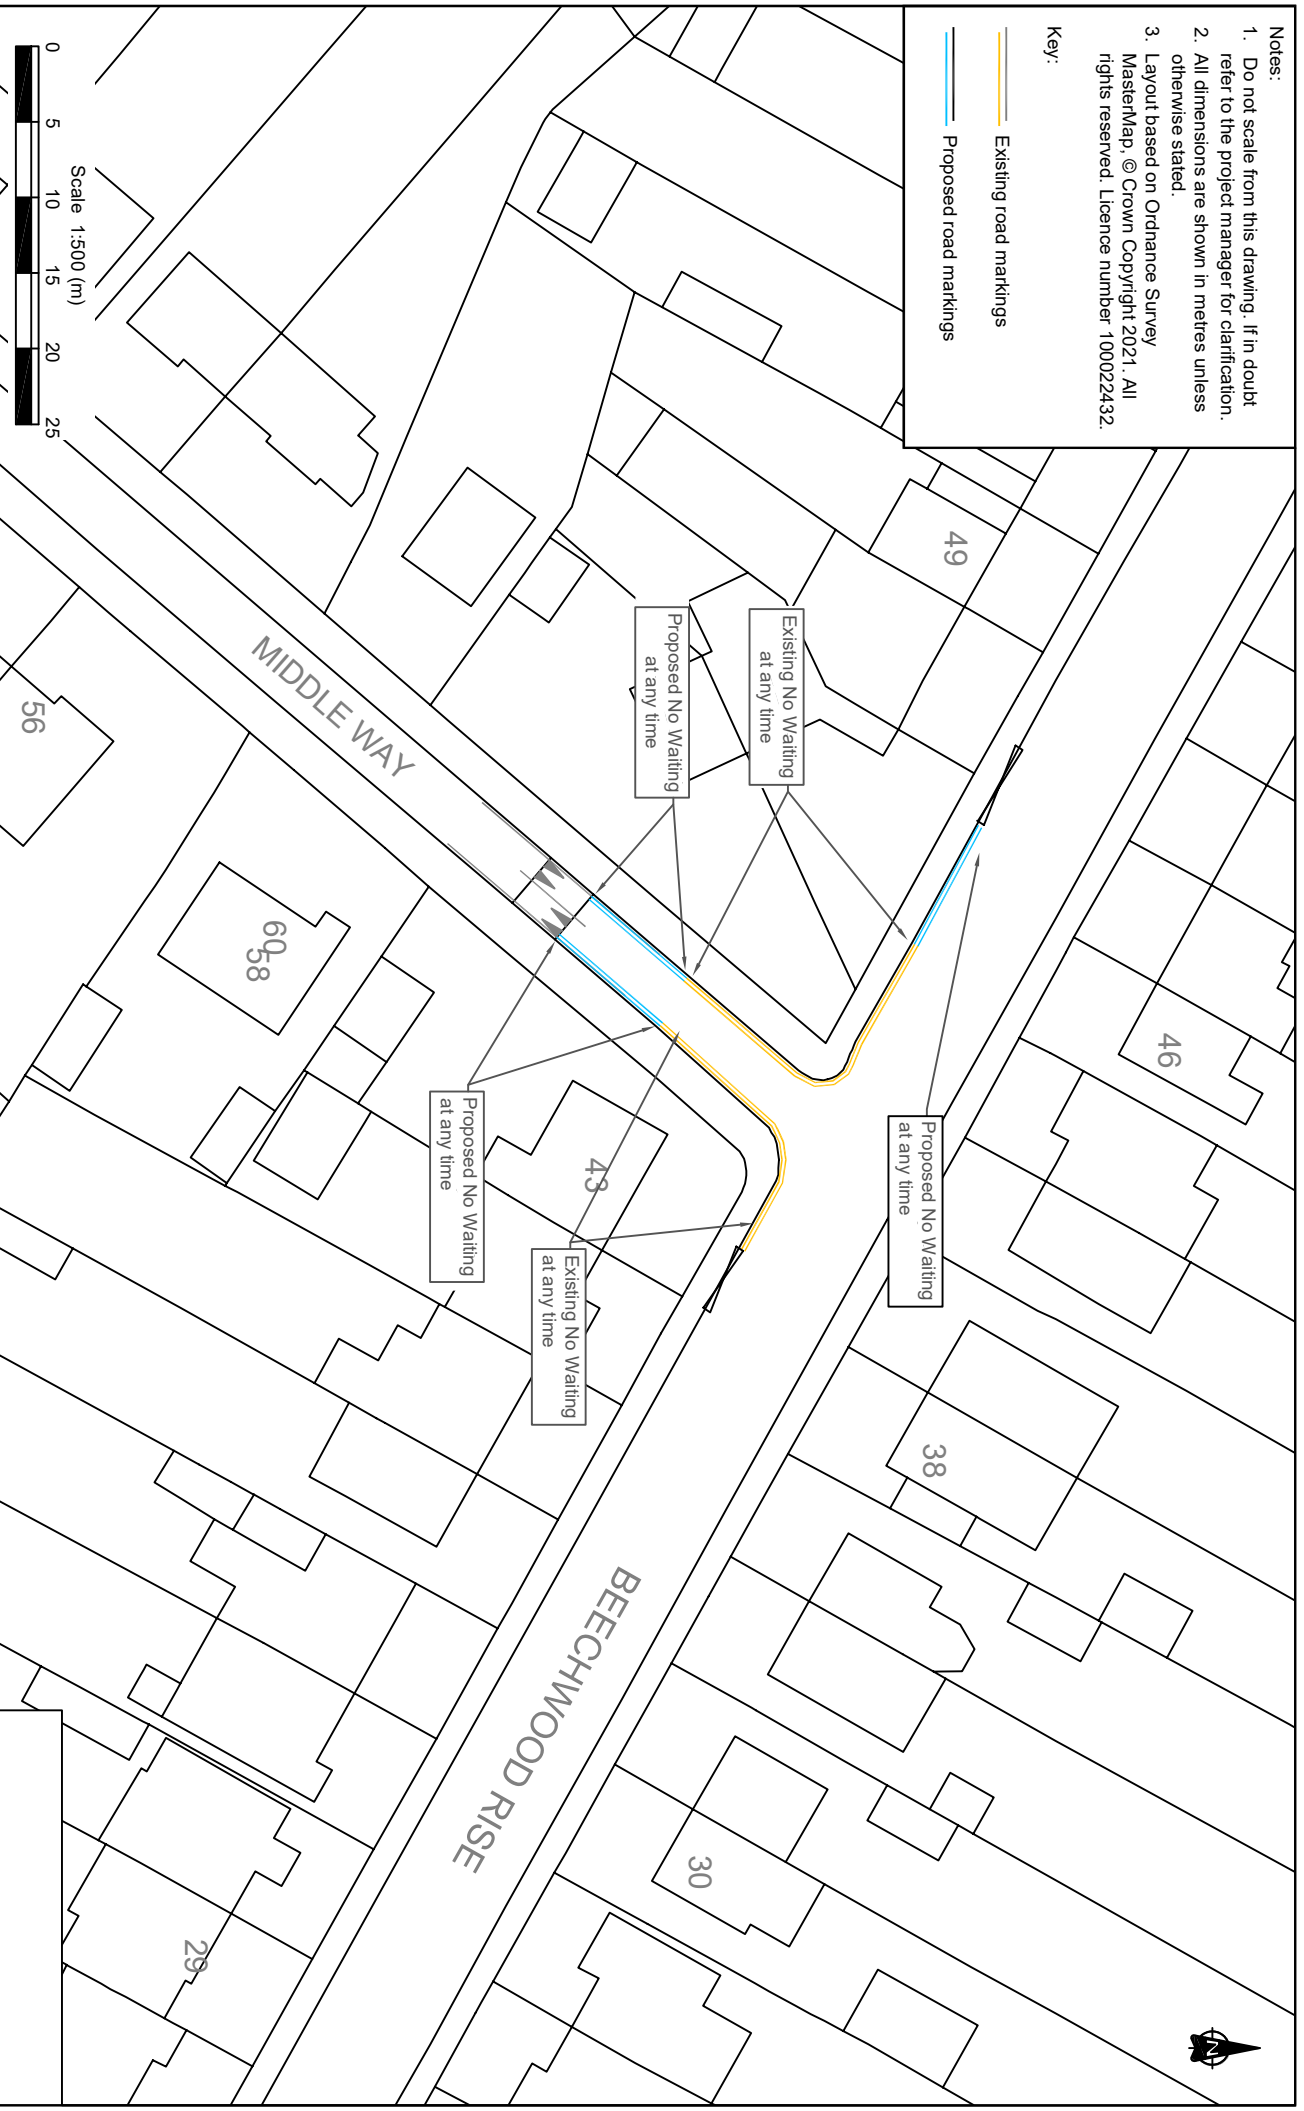 Notes:
1. Do not scale from this drawing. If in doubt
refer to the project manager for clarification.
2. All dimensions are shown in metres unless
otherwise stated.
3. Layout based on Ordnance Survey
MasterMap, © Crown Copyright 2021. All
rights reserved. Licence number 100022432.
Key:
Existing road markings
Proposed road markings
49
46
38
30
Existing No Waiting
at any time
Proposed No Waiting
at any time
Proposed No Waiting
at any time
MIDDLE WAY
43
Proposed No Waiting
at any time
Existing No Waiting
at any time
BEECHWOOD RISE
56
60
58
29
N
Scale 1:500 (m)
0 5 10 15 20 25